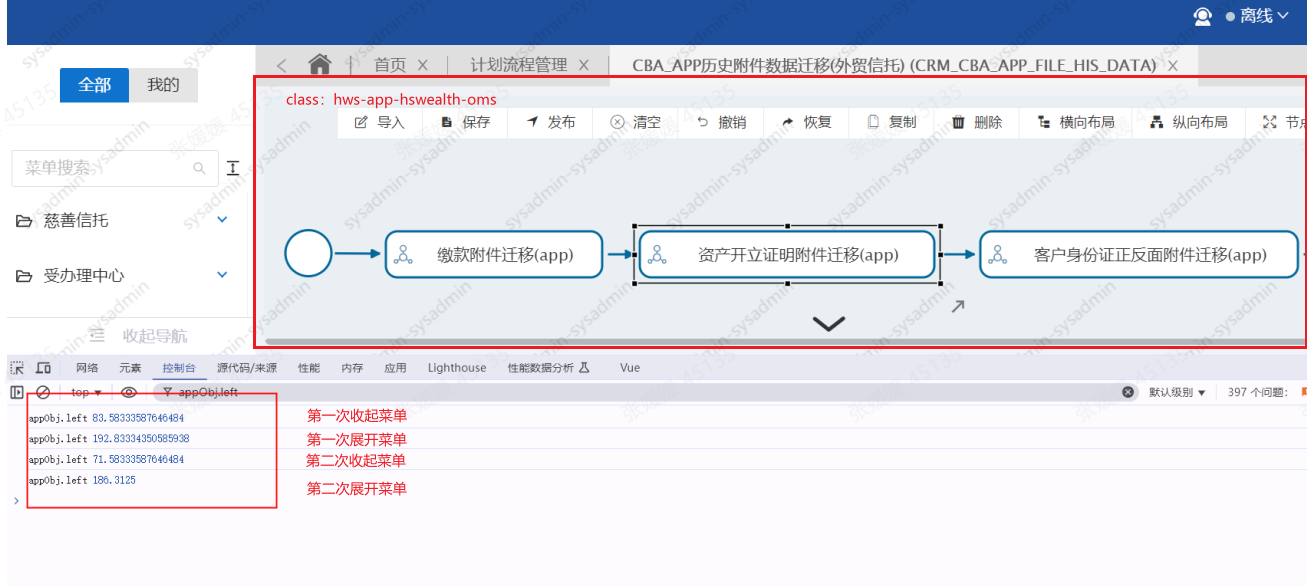 离线
全部 我的
首页 计划流程管理 CBA_APP历史附件数据迁移(外贸信托) (CRM_CBA_APP_FILE_HIS_DATA)
class：hws-app-hswealth-oms
导入 保存 发布 清空 撤销 恢复 复制 删除 横向布局 纵向布局 节点
菜单搜索
慈善信托
受办理中心
收起导航
缴款附件迁移(app) 资产开立证明附件迁移(app) 客户身份证正反面附件迁移(app)
网络 元素 控制台 源代码/来源 性能 内存 应用 Lighthouse 性能数据分析 Vue
top appObj.left 默认级别 397 个问题:
appObj.left 83.58333587646484 第一次收起菜单
appObj.left 192.83334350585938 第一次展开菜单
appObj.left 71.58333587646484 第二次收起菜单
appObj.left 186.3125 第二次展开菜单